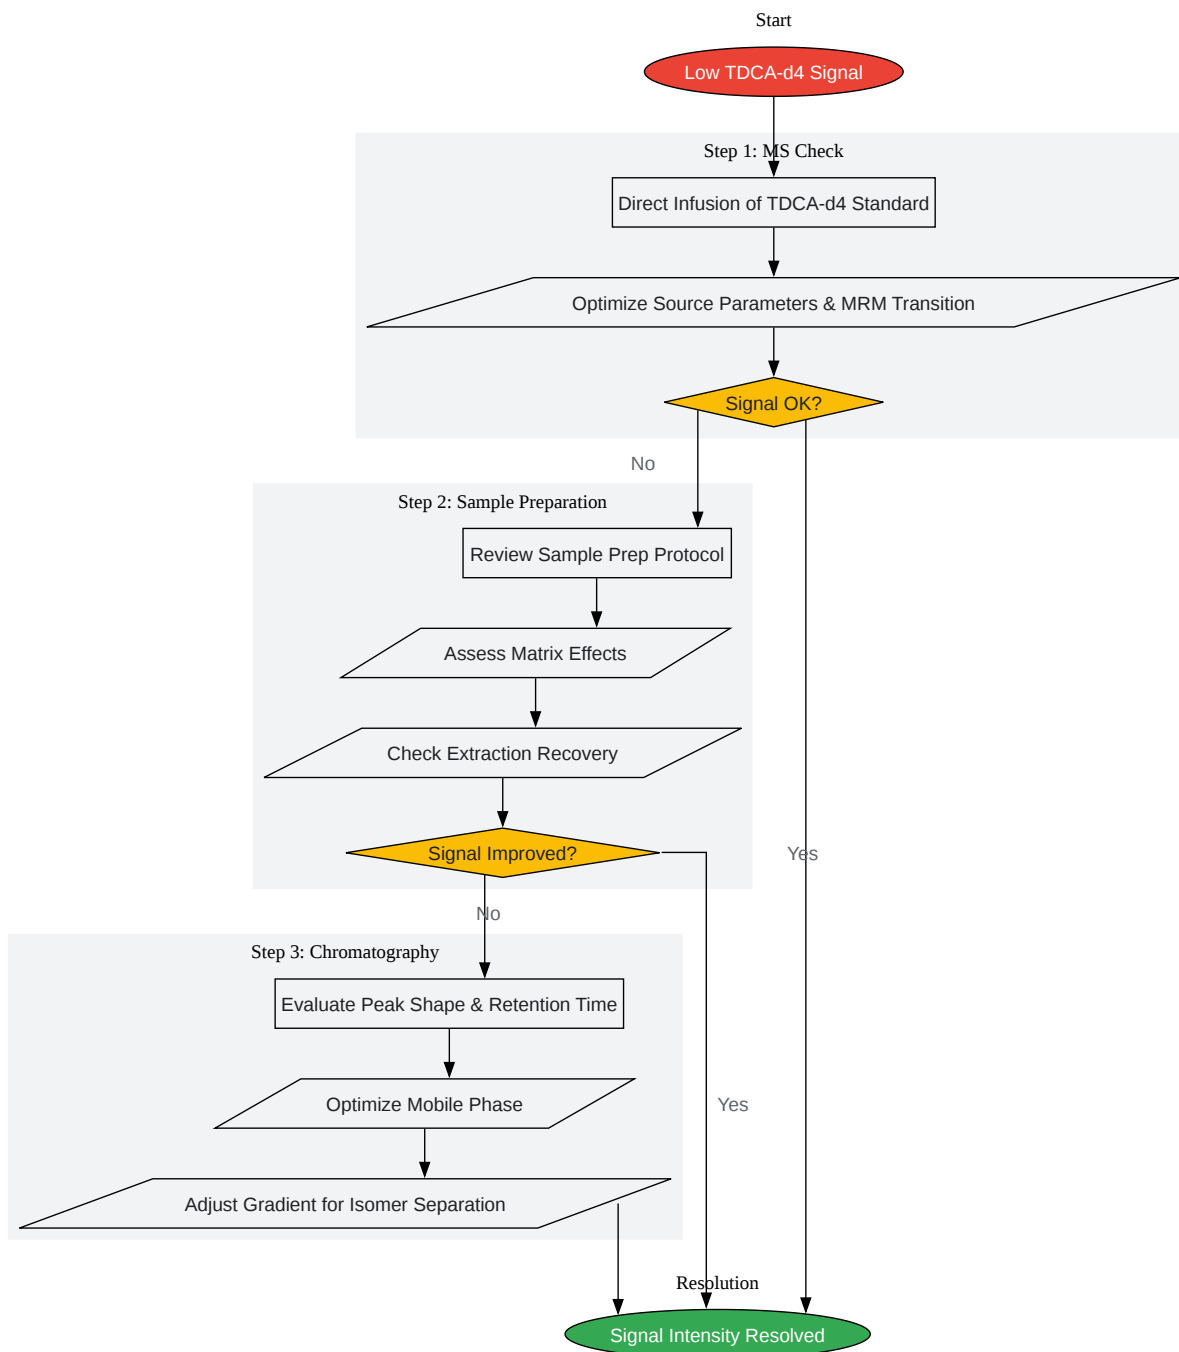 Start
Low TDCA-d4 Signal
Step 1: MS Check
Direct Infusion of TDCA-d4 Standard
Optimize Source Parameters & MRM Transition
Signal OK?
No
Step 2: Sample Preparation
Review Sample Prep Protocol
Assess Matrix Effects
Check Extraction Recovery
Signal Improved?
Yes
No
Step 3: Chromatography
Evaluate Peak Shape & Retention Time
Optimize Mobile Phase
Yes
Adjust Gradient for Isomer Separation
Resolution
Signal Intensity Resolved